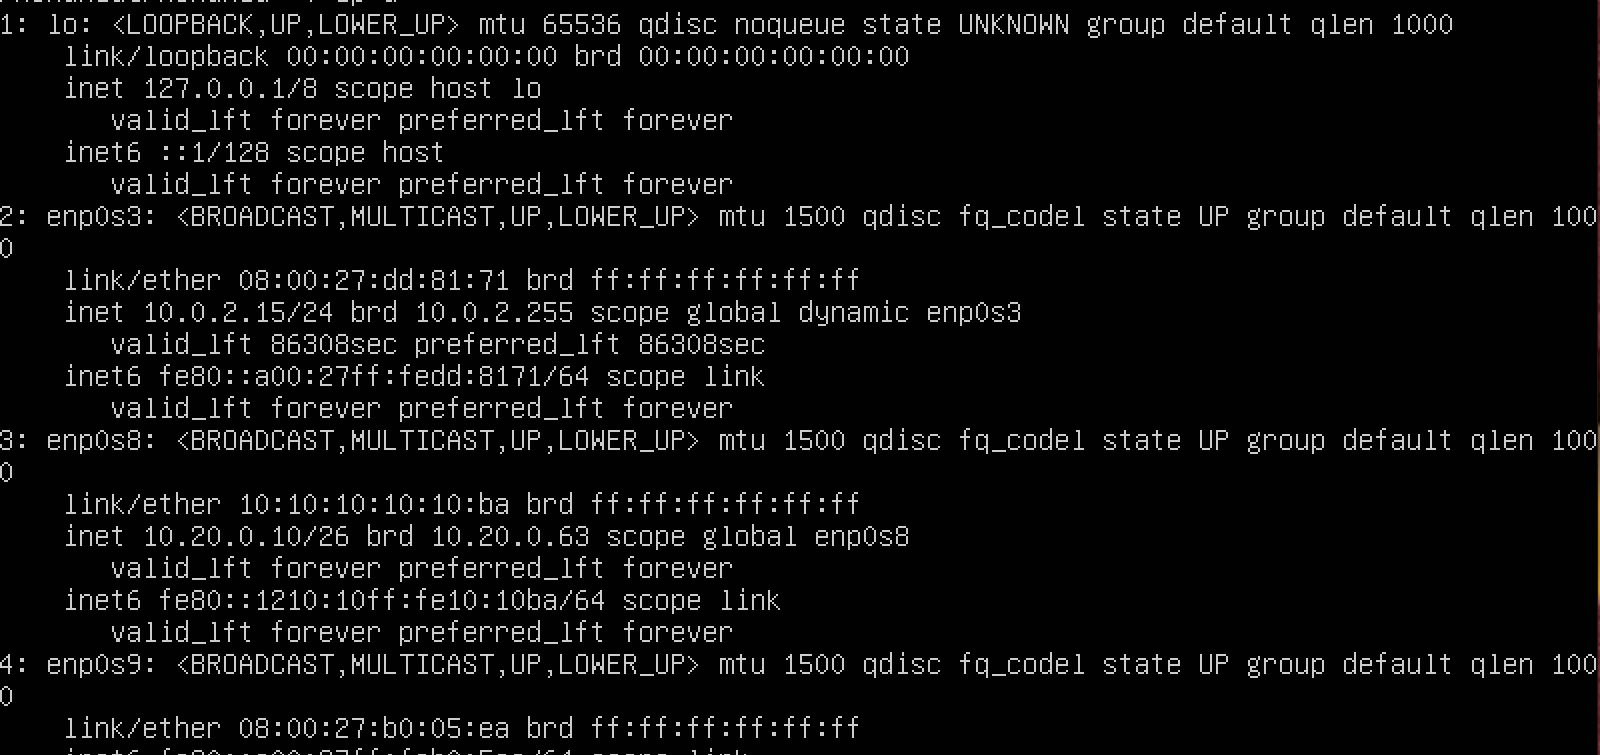 1: lo: <LOOPBACK,UP,LOWER_UP> mtu 65536 qdisc noqueue state UNKNOWN group default qlen 1000
link/loopback 00:00:00:00:00:00 brd 00:00:00:00:00:00
inet 127.0.0.1/8 scope host lo
valid_lft forever preferred_lft forever
inet6 ::1/128 scope host
valid_lft forever preferred_lft forever
2: enp0s3: <BROADCAST,MULTICAST,UP,LOWER_UP> mtu 1500 qdisc fq_codel state UP group default qlen 100
0
link/ether 08:00:27:dd:81:71 brd ff:ff:ff:ff:ff:ff
inet 10.0.2.15/24 brd 10.0.2.255 scope global dynamic enp0s3
valid_lft 86308sec preferred_lft 86308sec
inet6 fe80::a00:27ff:fedd:8171/64 scope link
valid_lft forever preferred_lft forever
3: enp0s8: <BROADCAST,MULTICAST,UP,LOWER_UP> mtu 1500 qdisc fq_codel state UP group default qlen 100
0
link/ether 10:10:10:10:10:ba brd ff:ff:ff:ff:ff:ff
inet 10.20.0.10/26 brd 10.20.0.63 scope global enp0s8
valid_lft forever preferred_lft forever
inet6 fe80::1210:10ff:fe10:10ba/64 scope link
valid_lft forever preferred_lft forever
4: enp0s9: <BROADCAST,MULTICAST,UP,LOWER_UP> mtu 1500 qdisc fq_codel state UP group default qlen 100
0
link/ether 08:00:27:b0:05:ea brd ff:ff:ff:ff:ff:ff